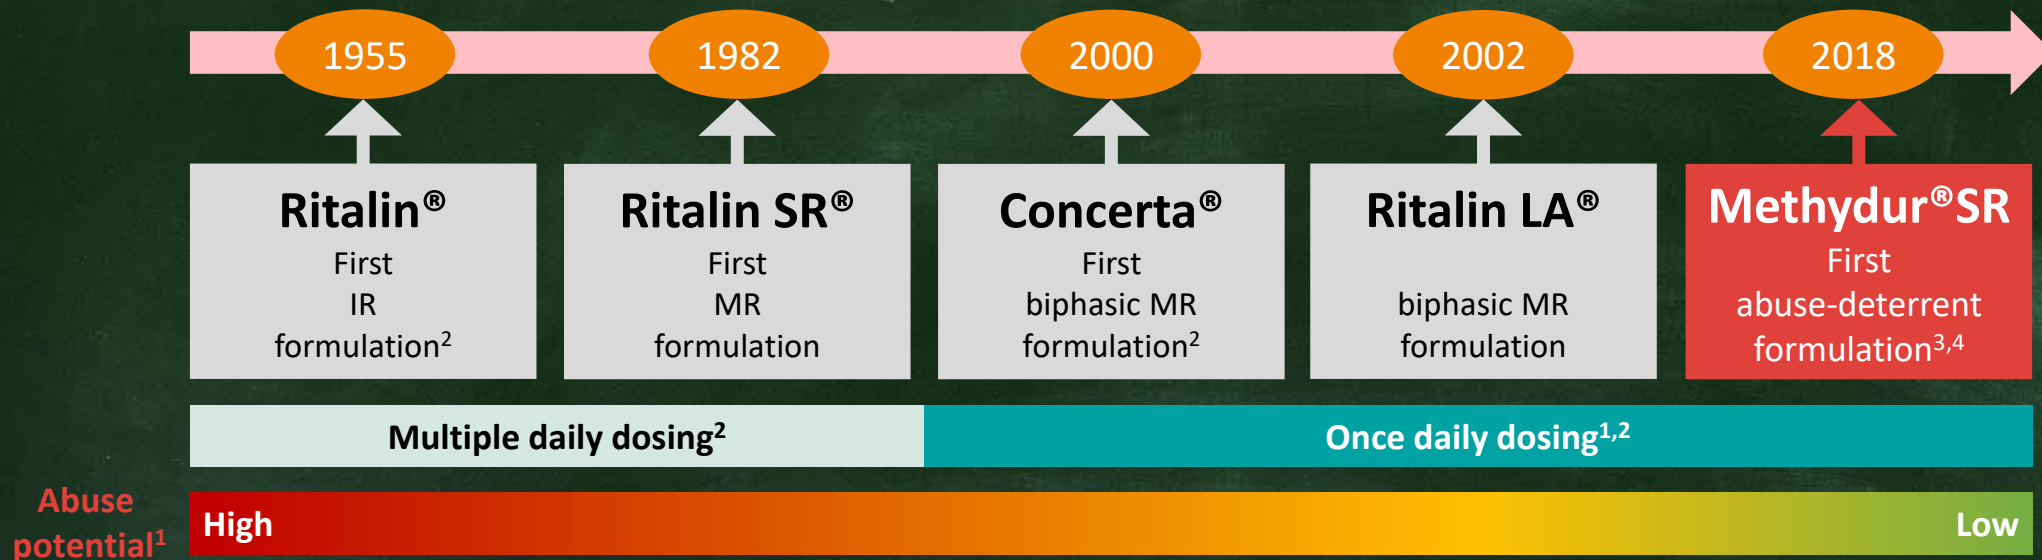 1955
1982
2000
2002
2018
Ritalin®
First
IR
formulation²
Ritalin SR®
First
MR
formulation
Concerta®
First
biphasic MR
formulation²
Ritalin LA®
biphasic MR
formulation
Methydur®SR
First
abuse-deterrent
formulation³,⁴
Multiple daily dosing²
Once daily dosing¹,²
Abuse
potential¹
High
Low